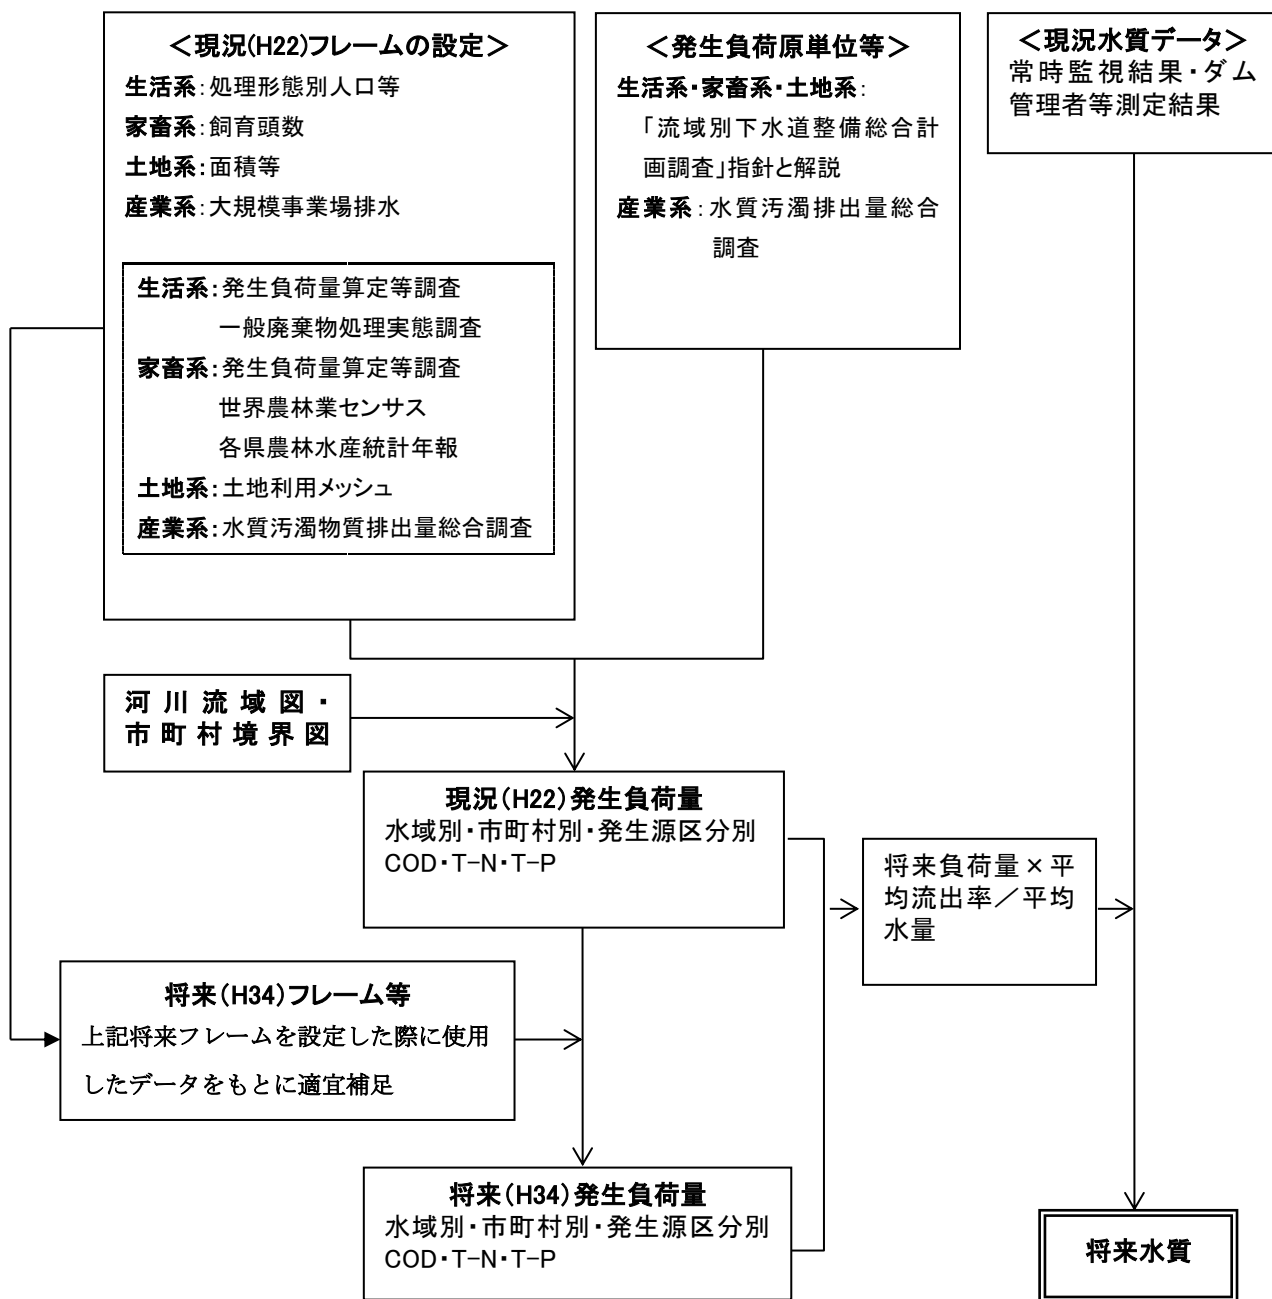 ＜現況(H22)フレームの設定＞
生活系：処理形態別人口等
家畜系：飼育頭数
土地系：面積等
産業系：大規模事業場排水
生活系：発生負荷量算定等調査
一般廃棄物処理実態調査
家畜系：発生負荷量算定等調査
世界農林業センサス
各県農林水産統計年報
土地系：土地利用メッシュ
産業系：水質汚濁物質排出量総合調査
＜発生負荷原単位等＞
生活系・家畜系・土地系：
「流域別下水道整備総合計
画調査」指針と解説
産業系：水質汚濁排出量総合
調査
＜現況水質データ＞
常時監視結果・ダム
管理者等測定結果
河川流域図・
市町村境界図
現況（H22）発生負荷量
水域別・市町村別・発生源区分別
COD・T-N・T-P
将来負荷量×平
均流出率／平均
水量
将来（H34）フレーム等
上記将来フレームを設定した際に使用
したデータをもとに適宜補足
将来（H34）発生負荷量
水域別・市町村別・発生源区分別
COD・T-N・T-P
将来水質